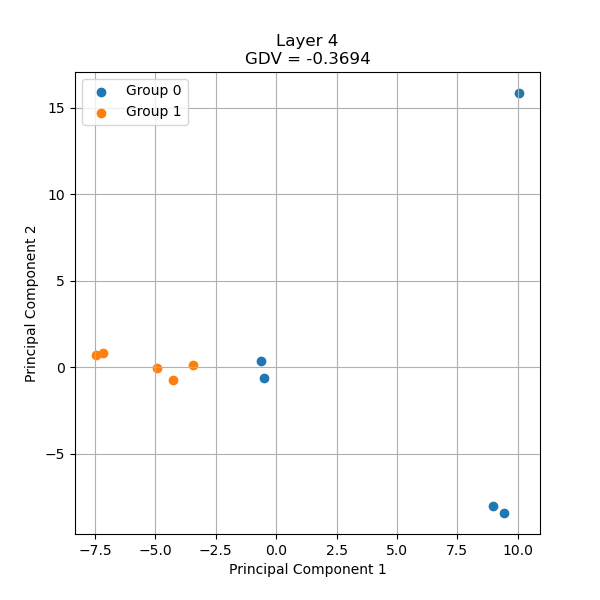 Layer 4
GDV = -0.3694
Group 0
Group 1
15
10
5
0
−5
Principal Component 2
−7.5
−5.0
−2.5
0.0
2.5
5.0
7.5
10.0
Principal Component 1